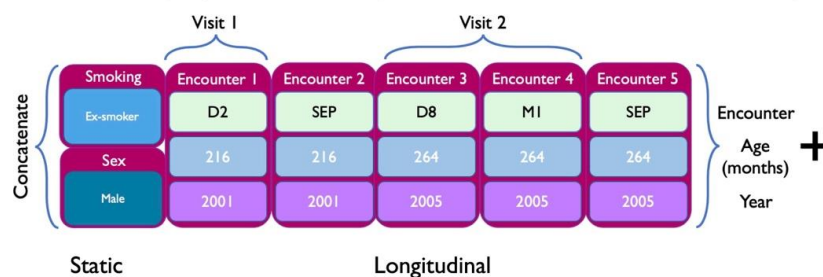 Visit 1 Visit 2
Smoking Encounter 1 Encounter 2 Encounter 3 Encounter 4 Encounter 5
Concatenate
Ex-smoker D2 SEP D8 M1 SEP Encounter
Sex 216 216 264 264 264 Age
(months)
+
Male 2001 2001 2005 2005 2005 Year
Static Longitudinal